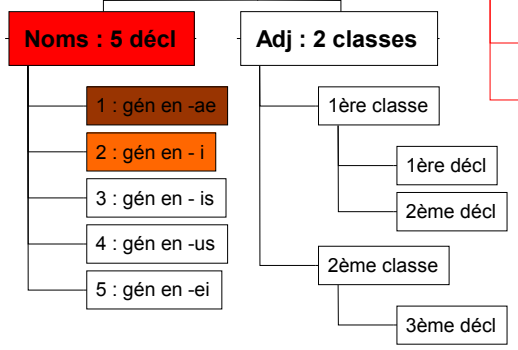 Noms : 5 décl
1 : gén en -ae
2 : gén en - i
3 : gén en - is
4 : gén en -us
5 : gén en -ei
Adj : 2 classes
1ère classe
1ère décl
2ème décl
2ème classe
3ème décl